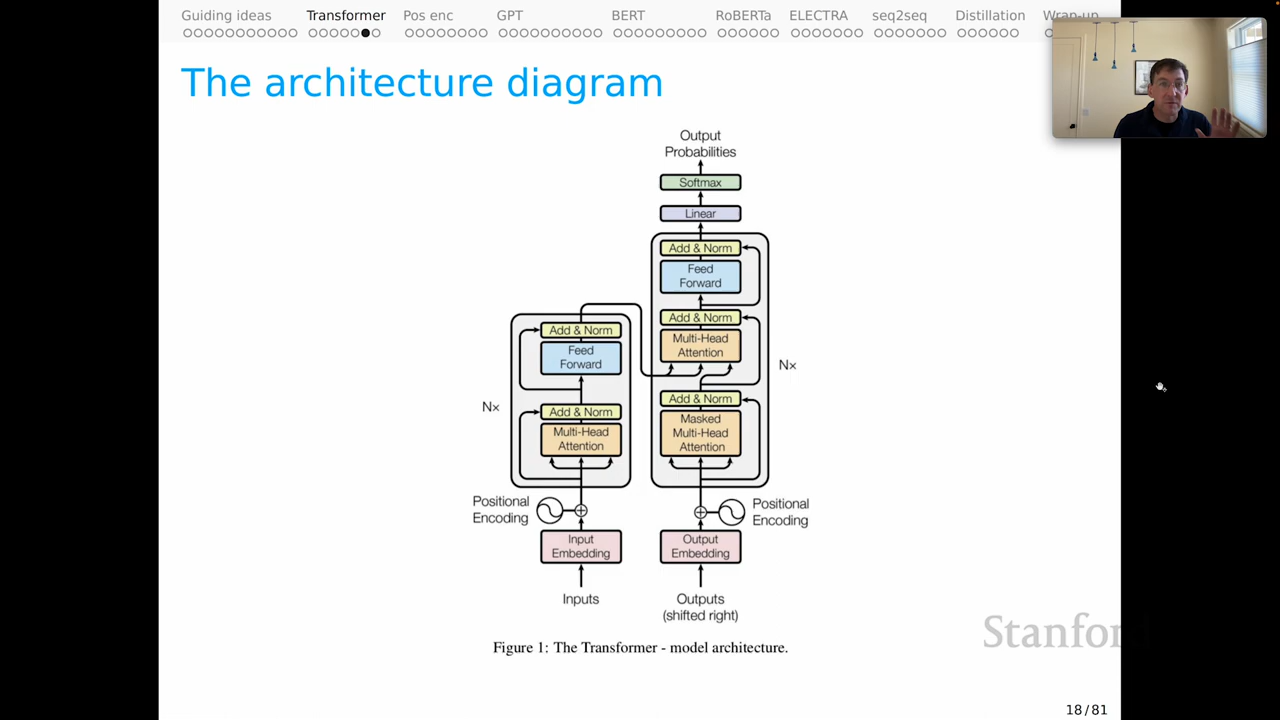 Guiding ideas Transformer Pos enc GPT BERT RoBERTa ELECTRA seq2seq Distillation Wrap-up
The architecture diagram
Output
Probabilities
Softmax
Linear
Add & Norm
Feed
Forward
Add & Norm
Multi-Head
Attention
Nx
Add & Norm
Masked
Multi-Head
Attention
Add & Norm
Feed
Forward
Nx
Add & Norm
Multi-Head
Attention
Positional
Encoding
Positional
Encoding
Input
Embedding
Output
Embedding
Inputs
Outputs
(shifted right)
Figure 1: The Transformer - model architecture.
Stanford
18/81